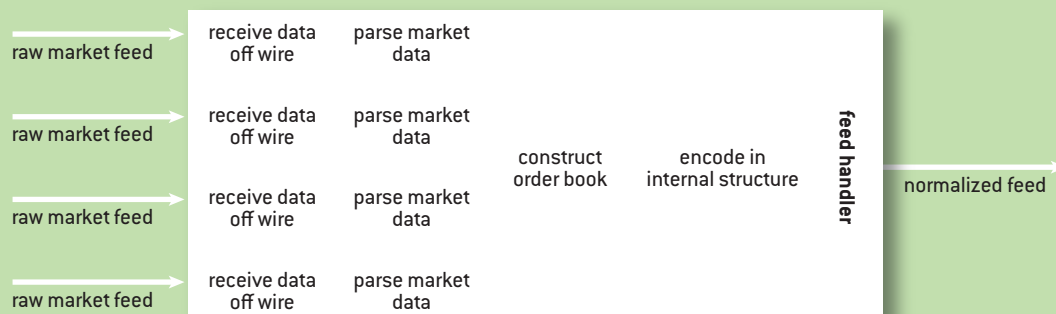 raw market feed
receive data
off wire
parse market
data
raw market feed
receive data
off wire
parse market
data
raw market feed
receive data
off wire
parse market
data
raw market feed
receive data
off wire
parse market
data
construct
order book
encode in
internal structure
feed handler
normalized feed